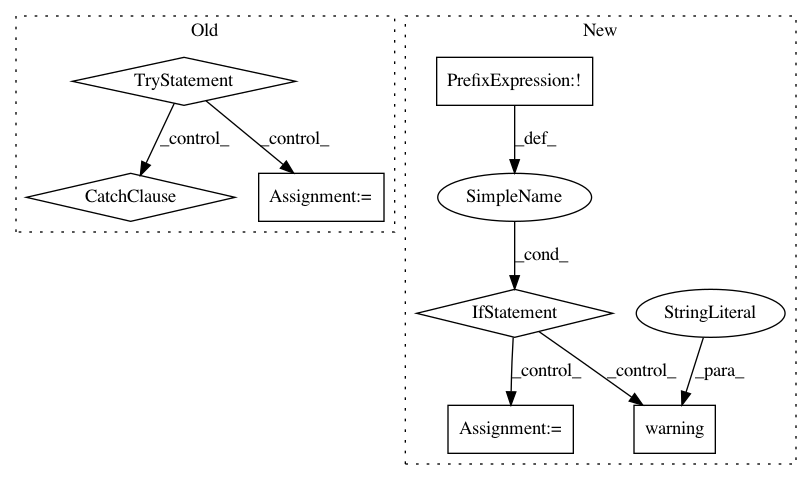 Old
TryStatement
_control_
_control_
CatchClause
Assignment:=
New
PrefixExpression:!
_def_
SimpleName
_cond_
IfStatement
StringLiteral
_control_
_control_
_para_
Assignment:=
warning